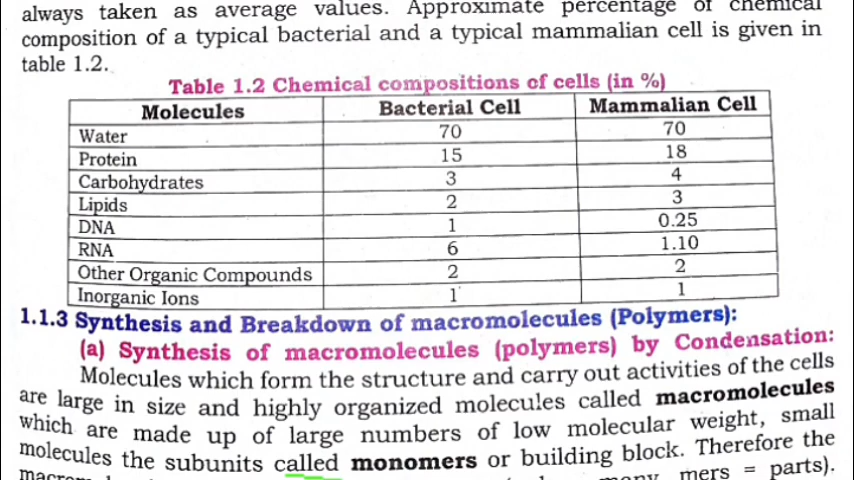 always taken as average values. Approximate percentage of chemical
composition of a typical bacterial and a typical mammalian cell is given in
table 1.2.
Table 1.2 Chemical compositions of cells (in %)
Molecules Bacterial Cell Mammalian Cell
Water 70 70
Protein 15 18
Carbohydrates 3 4
Lipids 2 3
DNA 1 0.25
RNA 6 1.10
Other Organic Compounds 2 2
Inorganic Ions 1 1
1.1.3 Synthesis and Breakdown of macromolecules (Polymers):
(a) Synthesis of macromolecules (polymers) by Condensation:
Molecules which form the structure and carry out activities of the cells
are large in size and highly organized molecules called macromolecules
which are made up of large numbers of low molecular weight, small
molecules the subunits called monomers or building block. Therefore the
mers = parts).